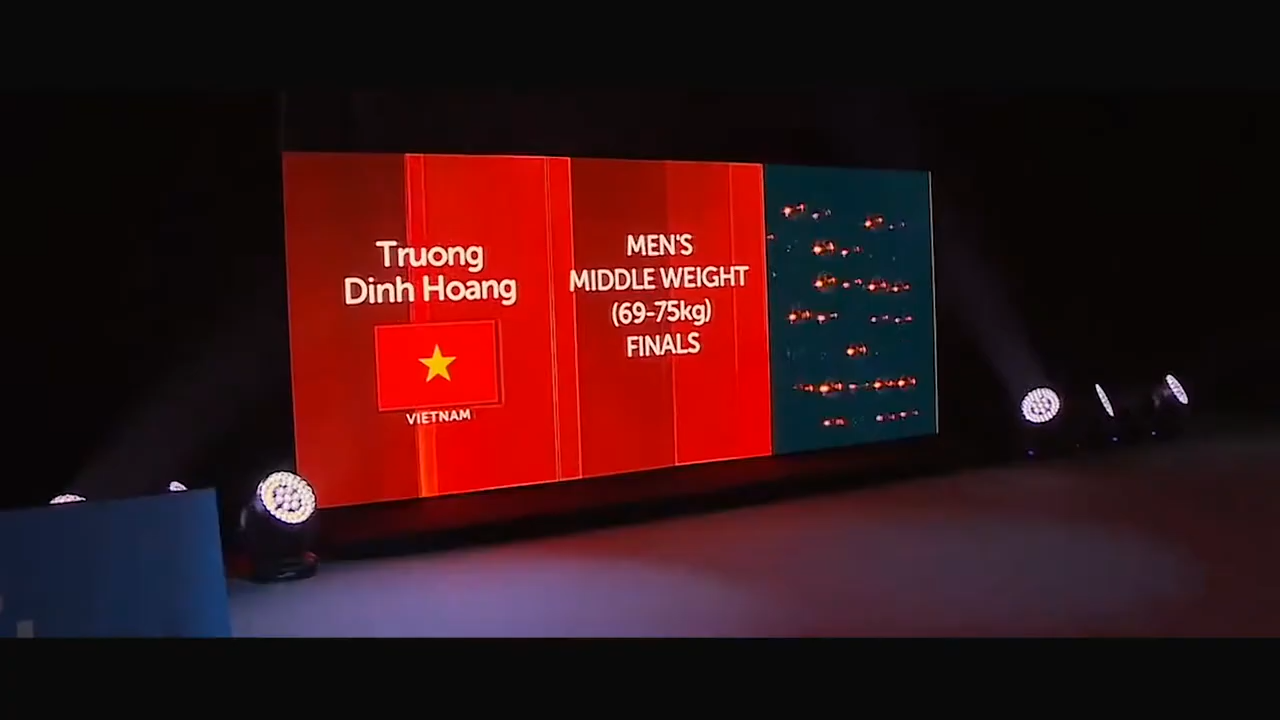 Truong
Dinh Hoang
VIETNAM
MEN'S
MIDDLE WEIGHT
(69-75kg)
FINALS